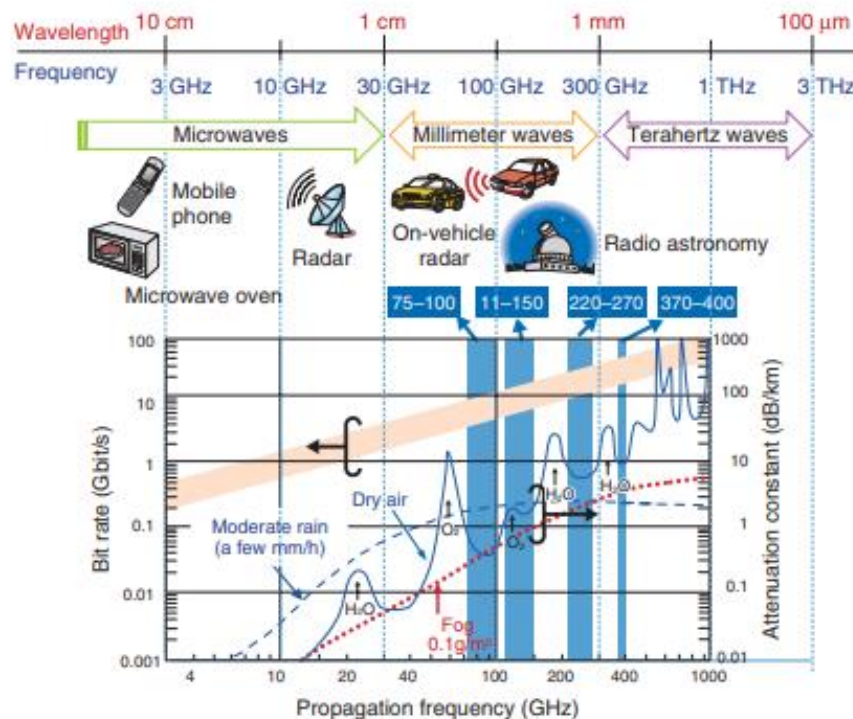 Wavelength 10 cm 1 cm 1 mm 100 μm
Frequency 3 GHz 10 GHz 30 GHz 100 GHz 300 GHz 1 THz 3 THz
Microwaves Millimeter waves Terahertz waves
Mobile
phone
Radar
On-vehicle
radar
Radio astronomy
Microwave oven
75–100 11–150 220–270 370–400
100 1000
10 100
1 10
0.1 1
0.01 0.1
0.001 0.01
Bit rate (Gbit/s)
Attenuation constant (dB/km)
Dry air
Moderate rain
(a few mm/h)
H₂O
O₂
O₂
H₂O
H₂O
Fog
0.1g/m³
4 10 20 40 100 200 400 1000
Propagation frequency (GHz)